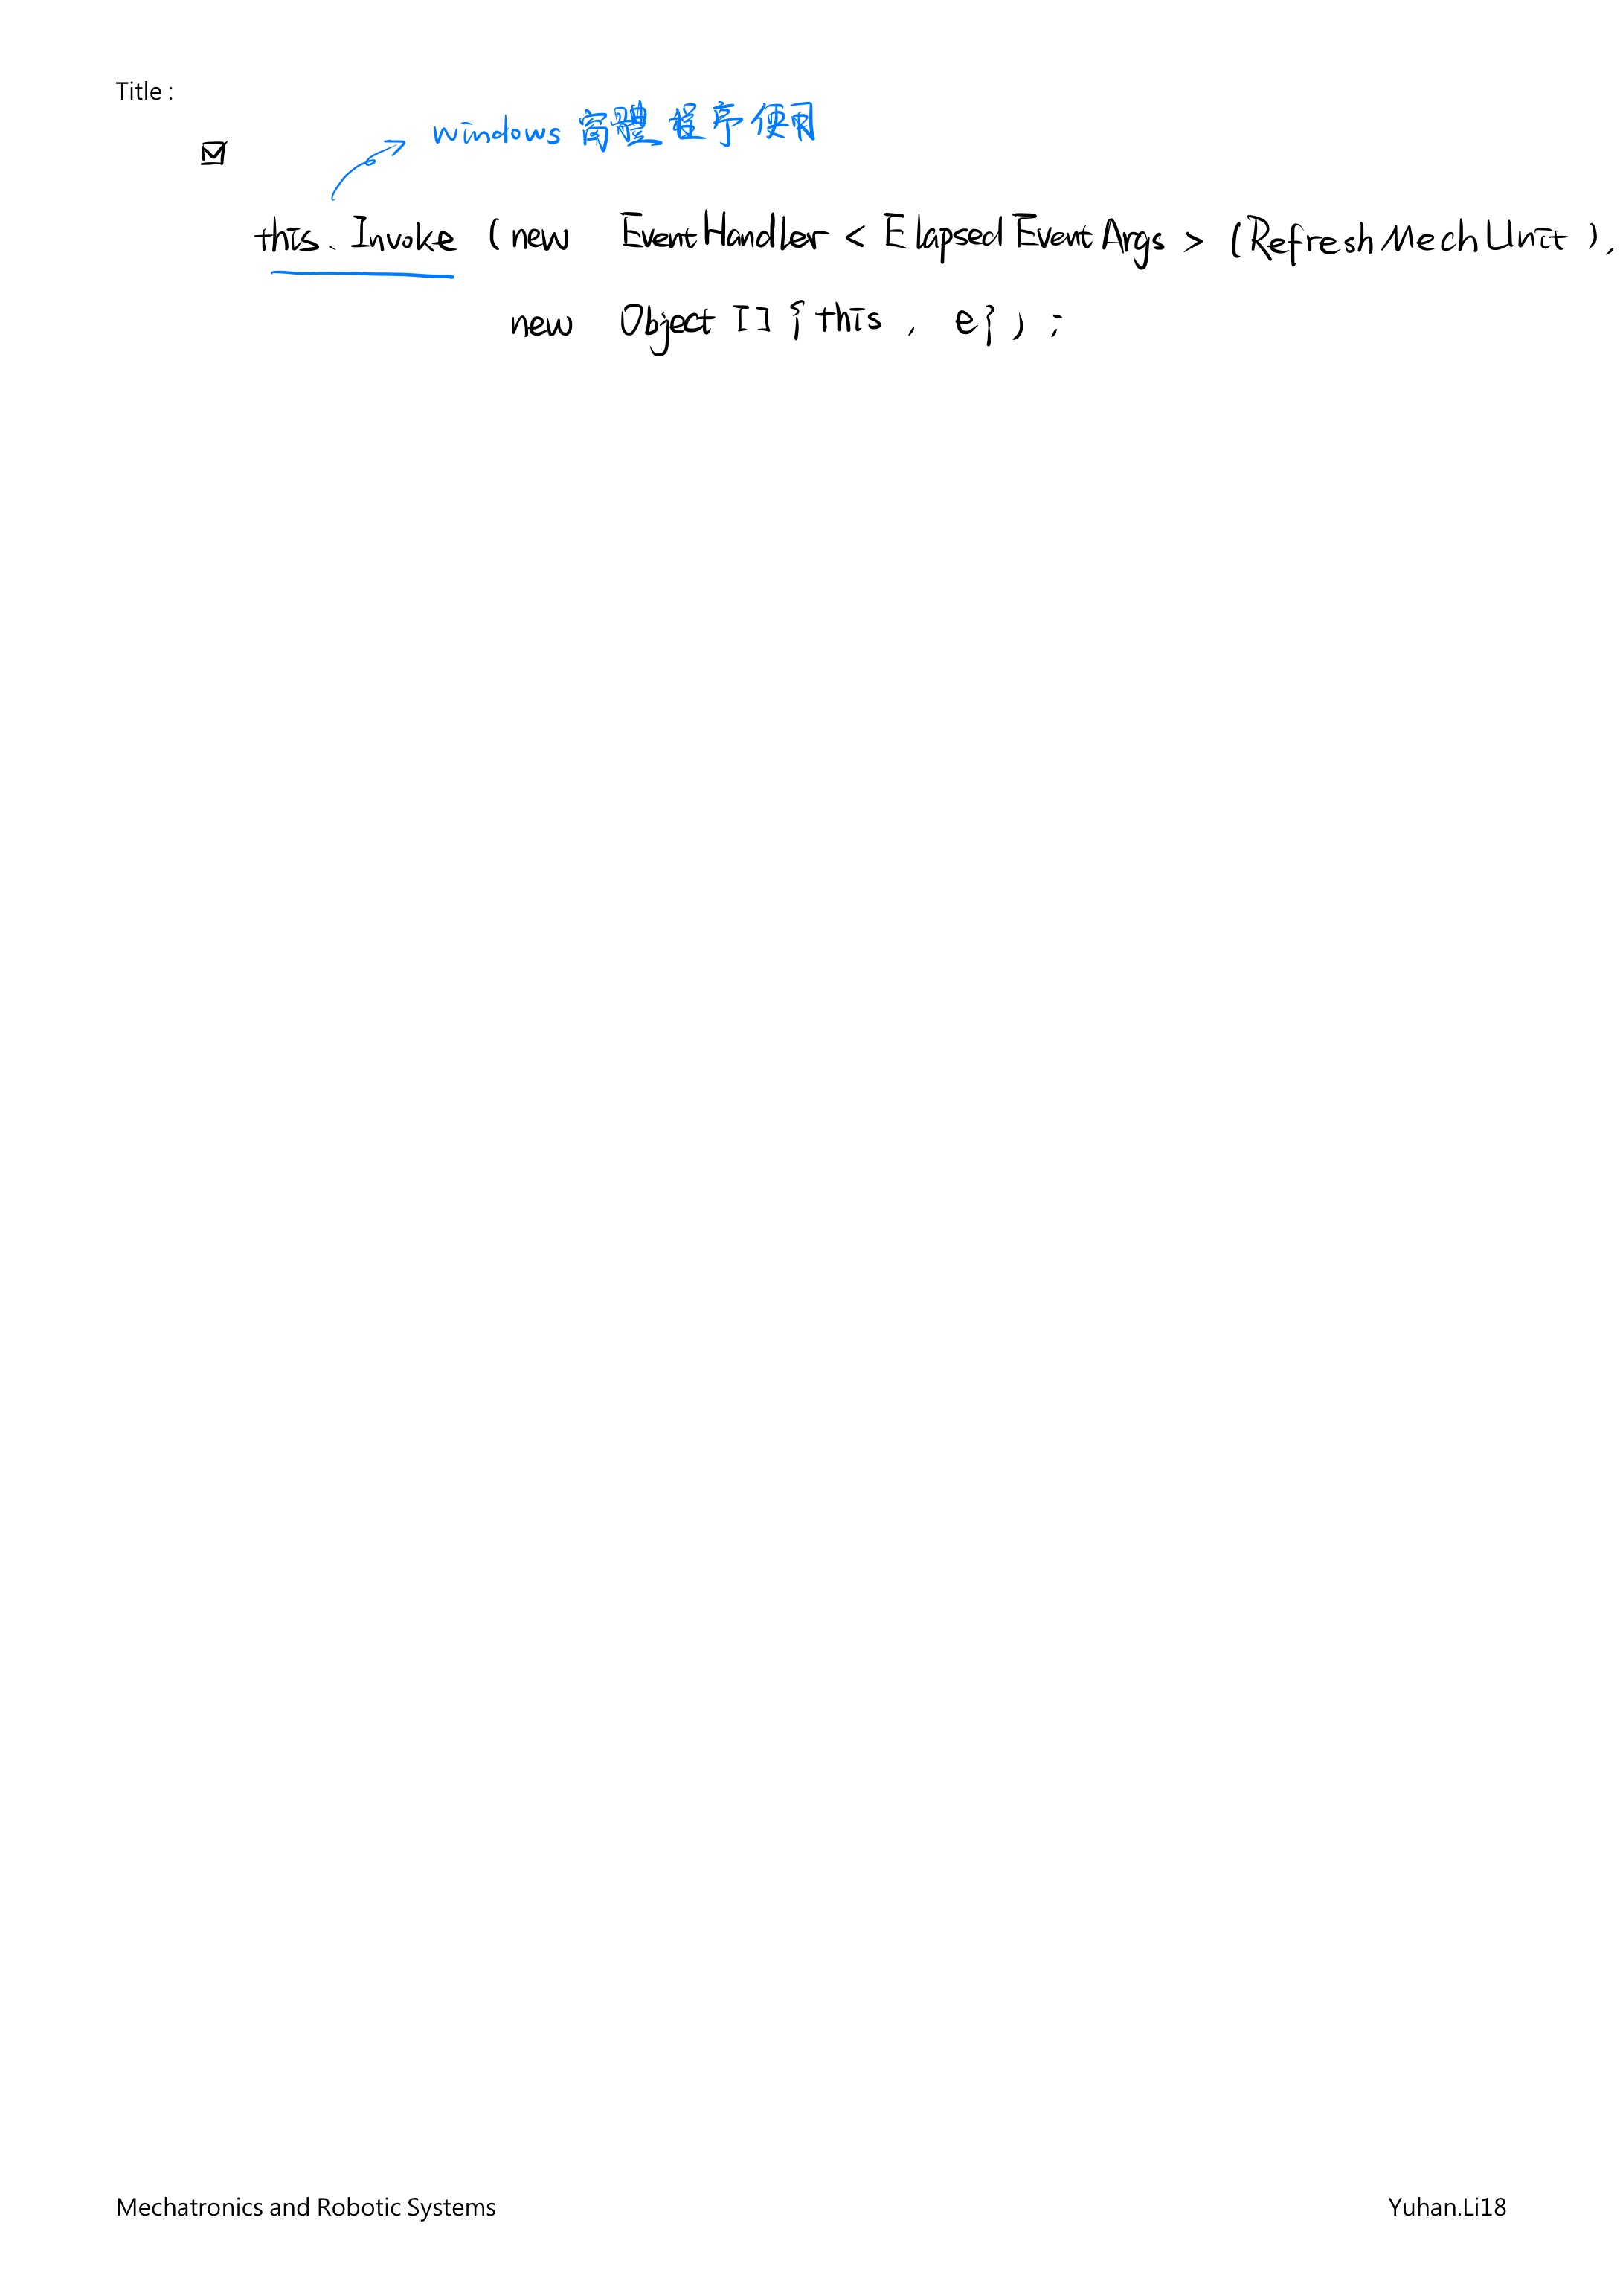 Title :
windows 窗體程序使用
☑
this. Invoke (new EventHandler < ElapsedEventArgs > (RefreshMechUnit),
new Object [] {this , e} ) ;
Mechatronics and Robotic Systems
Yuhan.Li18